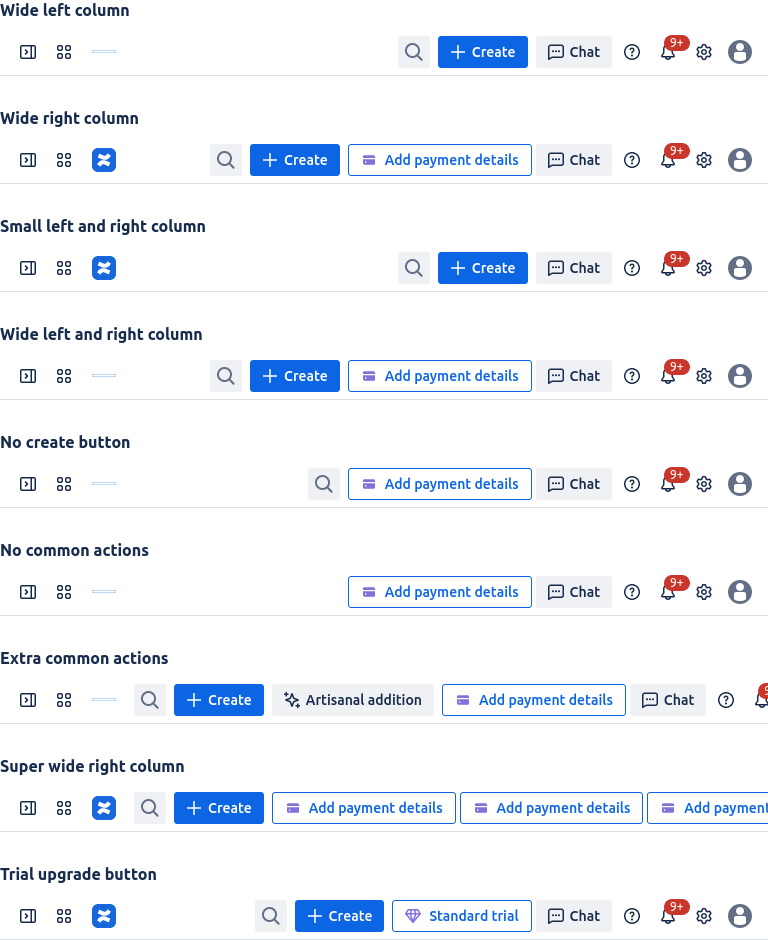 Wide left column
Create Chat 9+
Wide right column
Create Add payment details Chat 9+
Small left and right column
Create Chat 9+
Wide left and right column
Create Add payment details Chat 9+
No create button
Add payment details Chat 9+
No common actions
Add payment details Chat 9+
Extra common actions
Create Artisanal addition Add payment details Chat
Super wide right column
Create Add payment details Add payment details Add payment
Trial upgrade button
Create Standard trial Chat 9+